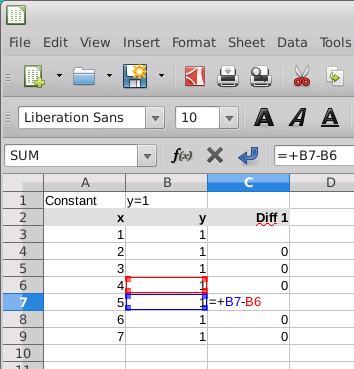 File Edit View Insert Format Sheet Data Tools
Liberation Sans 10 A A A
SUM f(x) =+B7-B6
A B C D
1 Constant y=1
2 x y Diff 1
3 1 1
4 2 1 0
5 3 1 0
6 4 1 0
7 5 1 =+B7-B6
8 6 1 0
9 7 1 0
10
11